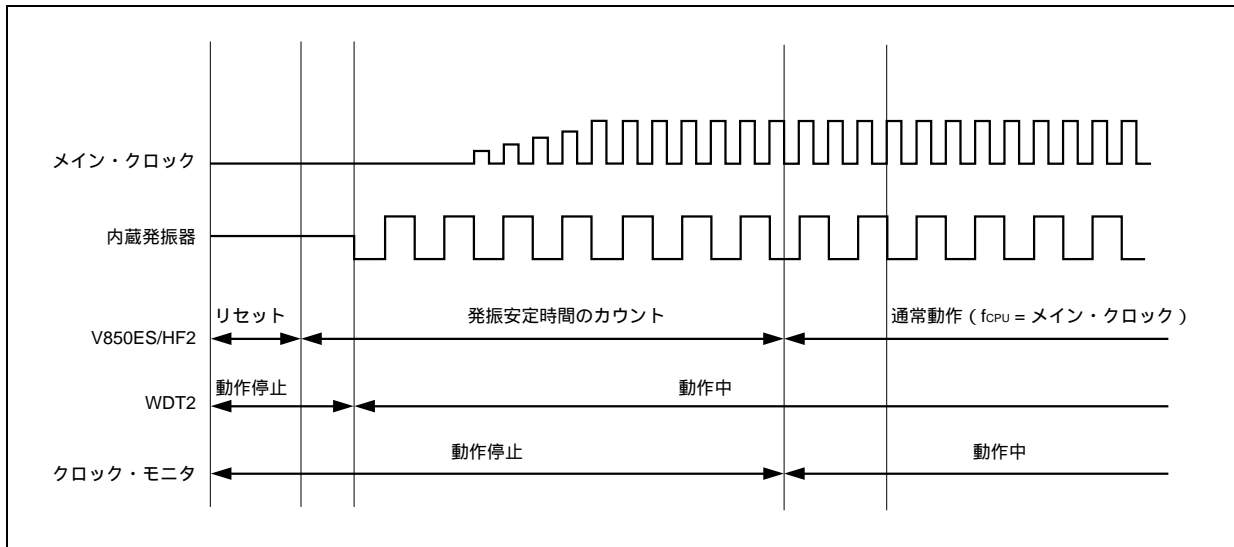 メイン・クロック
内蔵発振器
リセット 発振安定時間のカウント 通常動作(fCPU = メイン・クロック)
V850ES/HF2
動作停止 動作中
WDT2
動作停止 動作中
クロック・モニタ